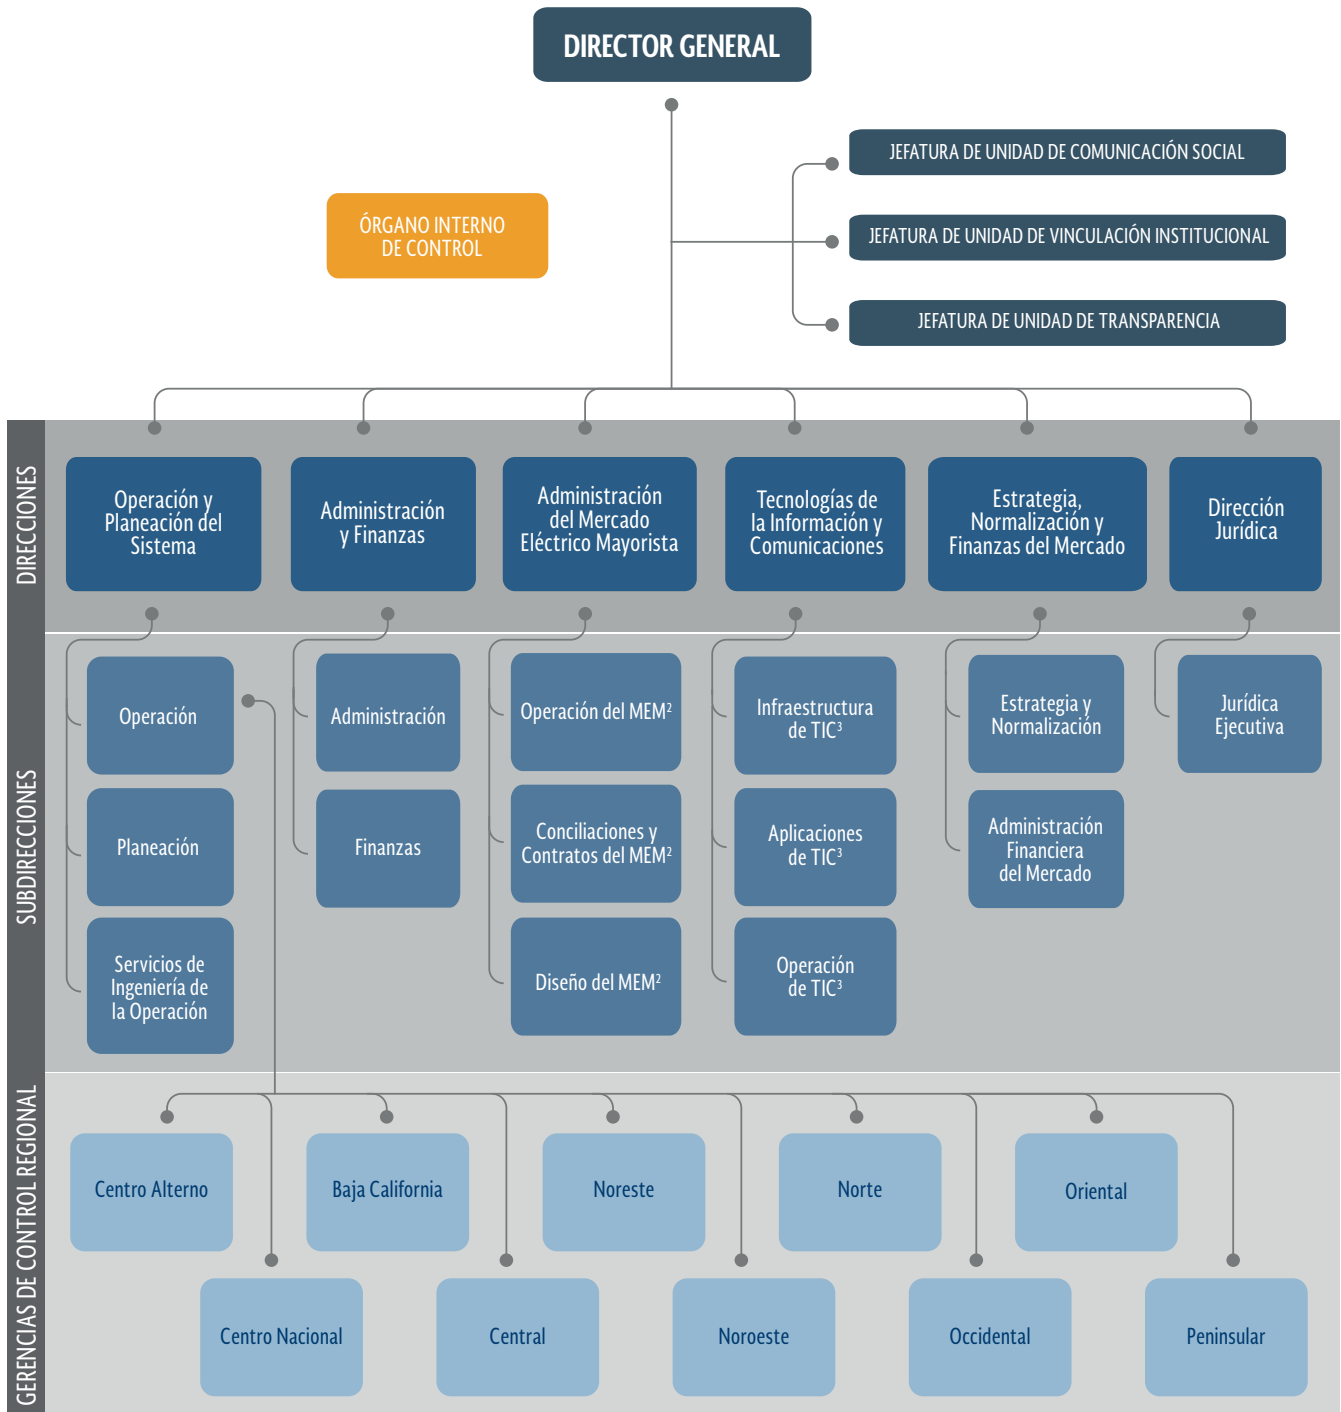 DIRECTOR GENERAL
JEFATURA DE UNIDAD DE COMUNICACIÓN SOCIAL
ÓRGANO INTERNO
DE CONTROL
JEFATURA DE UNIDAD DE VINCULACIÓN INSTITUCIONAL
JEFATURA DE UNIDAD DE TRANSPARENCIA
DIRECCIONES
Operación y
Planeación del
Sistema
Administración
y Finanzas
Administración
del Mercado
Eléctrico Mayorista
Tecnologías de
la Información y
Comunicaciones
Estrategia,
Normalización y
Finanzas del Mercado
Dirección
Jurídica
SUBDIRECCIONES
Operación
Administración
Operación del MEM²
Infraestructura
de TIC³
Estrategia y
Normalización
Jurídica
Ejecutiva
Planeación
Finanzas
Conciliaciones y
Contratos del MEM²
Aplicaciones
de TIC³
Administración
Financiera
del Mercado
Servicios de
Ingeniería de
la Operación
Diseño del MEM²
Operación
de TIC³
GERENCIAS DE CONTROL REGIONAL
Centro Alterno
Baja California
Noreste
Norte
Oriental
Centro Nacional
Central
Noroeste
Occidental
Peninsular